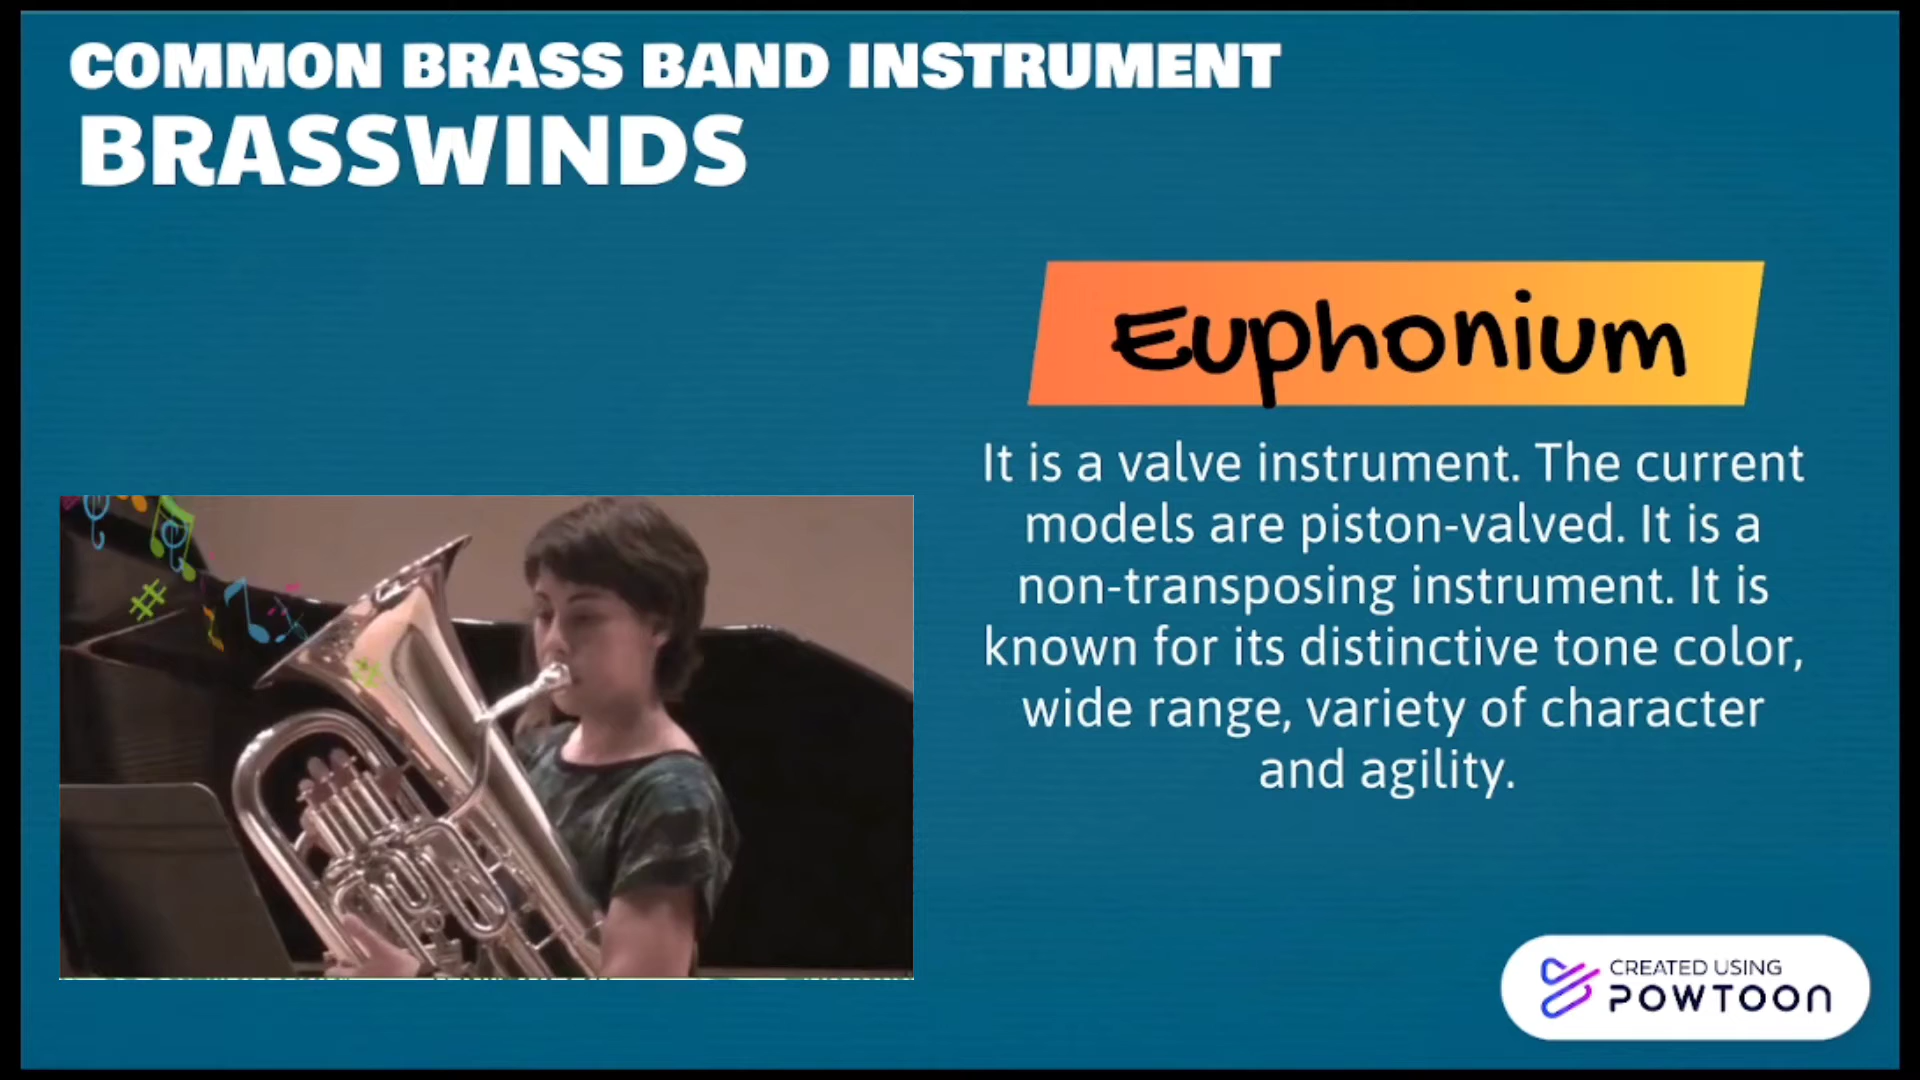 COMMON BRASS BAND INSTRUMENT
BRASSWINDS
Euphonium
It is a valve instrument. The current
models are piston-valved. It is a
non-transposing instrument. It is
known for its distinctive tone color,
wide range, variety of character
and agility.
CREATED USING
POWTOON